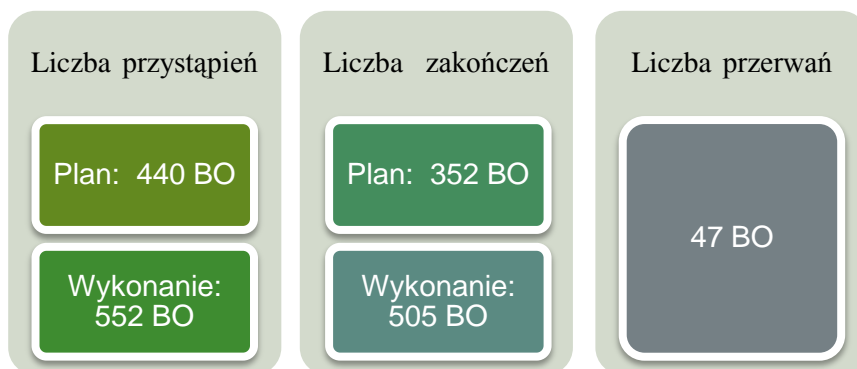 Liczba przystąpień
Plan: 440 BO
Wykonanie:
552 BO
Liczba zakończeń
Plan: 352 BO
Wykonanie:
505 BO
Liczba przerwań
47 BO